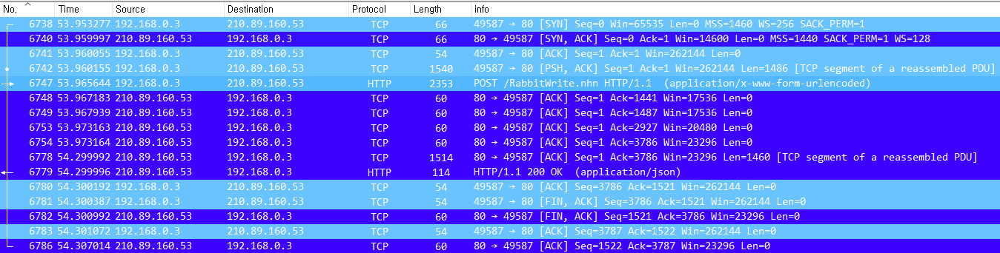 No. Time Source Destination Protocol Length info
6738 53.953277 192.168.0.3 210.89.160.53 TCP 66 49587 → 80 [SYN] Seq=0 Win=65535 Len=0 MSS=1460 WS=256 SACK_PERM=1
6740 53.959997 210.89.160.53 192.168.0.3 TCP 66 80 → 49587 [SYN, ACK] Seq=0 Ack=1 Win=14600 Len=0 MSS=1440 SACK_PERM=1 WS=128
6741 53.960055 192.168.0.3 210.89.160.53 TCP 54 49587 → 80 [ACK] Seq=1 Ack=1 Win=262144 Len=0
6742 53.960155 192.168.0.3 210.89.160.53 TCP 1540 49587 → 80 [PSH, ACK] Seq=1 Ack=1 Win=262144 Len=1486 [TCP segment of a reassembled PDU]
6747 53.965644 192.168.0.3 210.89.160.53 HTTP 2353 POST /RabbitWrite.nhn HTTP/1.1 (application/x-www-form-urlencoded)
6748 53.967183 210.89.160.53 192.168.0.3 TCP 60 80 → 49587 [ACK] Seq=1 Ack=1441 Win=17536 Len=0
6749 53.967939 210.89.160.53 192.168.0.3 TCP 60 80 → 49587 [ACK] Seq=1 Ack=1487 Win=17536 Len=0
6753 53.973163 210.89.160.53 192.168.0.3 TCP 60 80 → 49587 [ACK] Seq=1 Ack=2927 Win=20480 Len=0
6754 53.973164 210.89.160.53 192.168.0.3 TCP 60 80 → 49587 [ACK] Seq=1 Ack=3786 Win=23296 Len=0
6778 54.299992 210.89.160.53 192.168.0.3 TCP 1514 80 → 49587 [ACK] Seq=1 Ack=3786 Win=23296 Len=1460 [TCP segment of a reassembled PDU]
6779 54.299996 210.89.160.53 192.168.0.3 HTTP 114 HTTP/1.1 200 OK (application/json)
6780 54.300192 192.168.0.3 210.89.160.53 TCP 54 49587 → 80 [ACK] Seq=3786 Ack=1521 Win=262144 Len=0
6781 54.300387 192.168.0.3 210.89.160.53 TCP 54 49587 → 80 [FIN, ACK] Seq=3786 Ack=1521 Win=262144 Len=0
6782 54.300992 210.89.160.53 192.168.0.3 TCP 60 80 → 49587 [FIN, ACK] Seq=1521 Ack=3786 Win=23296 Len=0
6783 54.301072 192.168.0.3 210.89.160.53 TCP 54 49587 → 80 [ACK] Seq=3787 Ack=1522 Win=262144 Len=0
6786 54.307014 210.89.160.53 192.168.0.3 TCP 60 80 → 49587 [ACK] Seq=1522 Ack=3787 Win=23296 Len=0